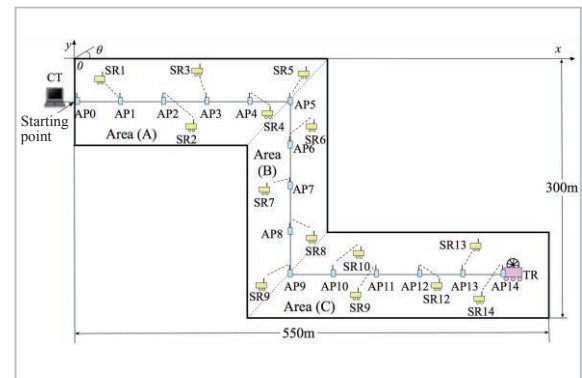 y
x
0
θ
CT
SR1
SR3
SR5
AP0
AP1
AP2
AP3
AP4
AP5
Starting
point
SR2
SR4
SR6
Area (A)
Area
(B)
AP6
AP7
SR7
AP8
SR8
300m
SR10
SR13
SR9
AP9
AP10
AP11
AP12
AP13
AP14
TR
SR9
SR12
SR14
Area (C)
550m